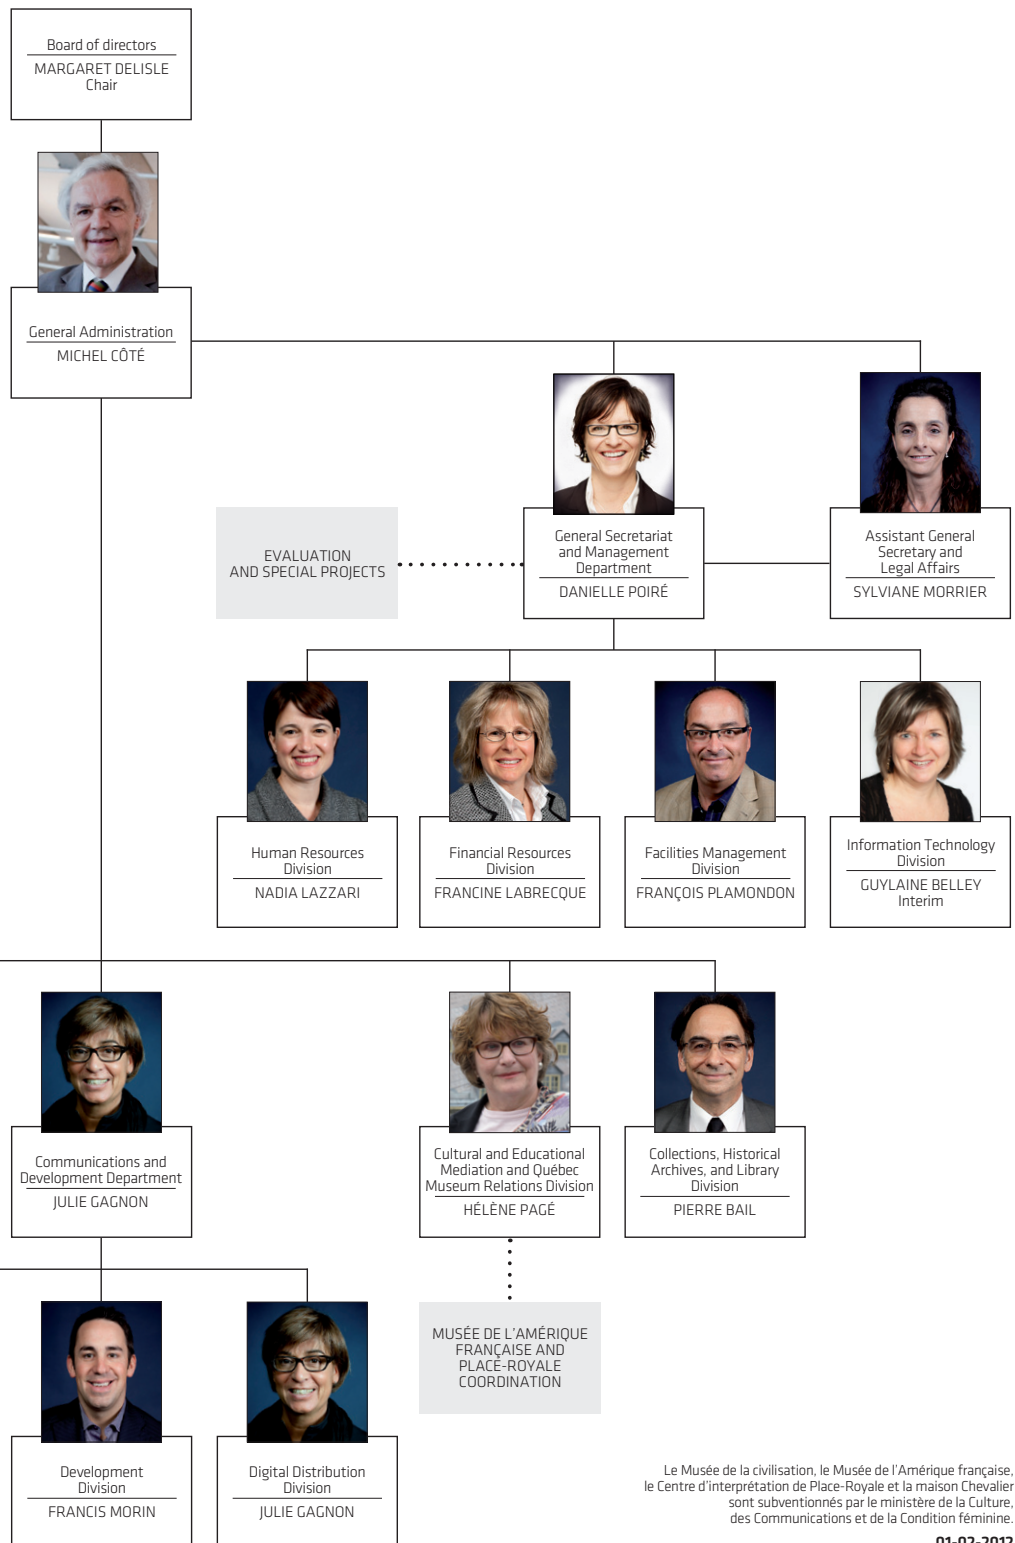 Board of directors
MARGARET DELISLE
Chair
General Administration
MICHEL CÔTÉ
EVALUATION
AND SPECIAL PROJECTS
General Secretariat
and Management
Department
DANIELLE POIRÉ
Assistant General
Secretary and
Legal Affairs
SYLVIANE MORRIER
Human Resources
Division
NADIA LAZZARI
Financial Resources
Division
FRANCINE LABRECQUE
Facilities Management
Division
FRANÇOIS PLAMONDON
Information Technology
Division
GUYLAINE BELLEY
Interim
Communications and
Development Department
JULIE GAGNON
Cultural and Educational
Mediation and Québec
Museum Relations Division
HÉLÈNE PAGÉ
Collections, Historical
Archives, and Library
Division
PIERRE BAIL
MUSÉE DE L'AMÉRIQUE
FRANÇAISE AND
PLACE-ROYALE
COORDINATION
Development
Division
FRANCIS MORIN
Digital Distribution
Division
JULIE GAGNON
Le Musée de la civilisation, le Musée de l'Amérique française,
le Centre d'interprétation de Place-Royale et la maison Chevalier
sont subventionnés par le ministère de la Culture,
des Communications et de la Condition féminine.
01-02-2012